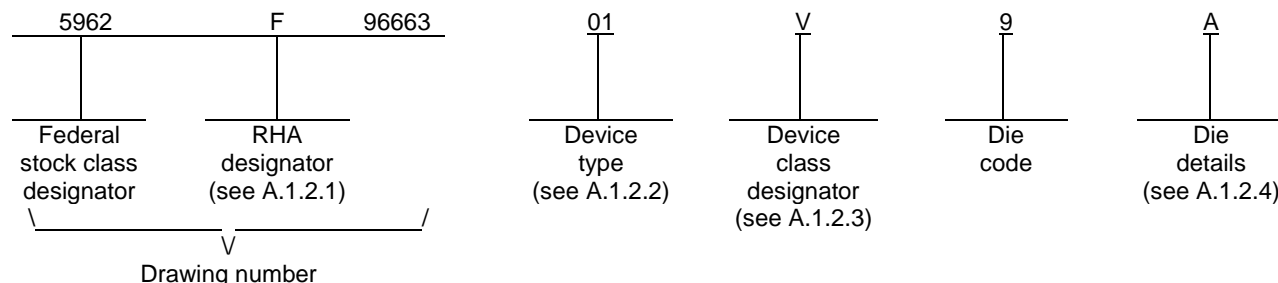 5962 F 96663 01 V 9 A
Federal RHA Device Device Die Die
stock class designator type class code details
designator (see A.1.2.1) (see A.1.2.2) designator (see A.1.2.4)
(see A.1.2.3)
Drawing number